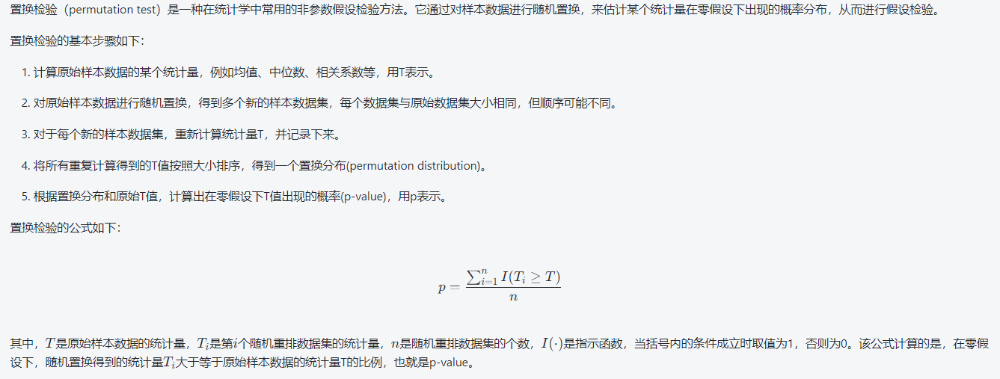 置换检验（permutation test）是一种在统计学中常用的非参数假设检验方法。它通过对样本数据进行随机置换，来估计某个统计量在零假设下出现的概率分布，从而进行假设检验。
置换检验的基本步骤如下：
1. 计算原始样本数据的某个统计量，例如均值、中位数、相关系数等，用T表示。
2. 对原始样本数据进行随机置换，得到多个新的样本数据集，每个数据集与原始数据集大小相同，但顺序可能不同。
3. 对于每个新的样本数据集，重新计算统计量T，并记录下来。
4. 将所有重复计算得到的T值按照大小排序，得到一个置换分布(permutation distribution)。
5. 根据置换分布和原始T值，计算出在零假设下T值出现的概率(p-value)，用p表示。
置换检验的公式如下：
$p = \frac{\sum_{i=1}^{n} I(T_i \geq T)}{n}$
其中，$T$是原始样本数据的统计量，$T_i$是第$i$个随机重排数据集的统计量，$n$是随机重排数据集的个数，$I(\cdot)$是指示函数，当括号内的条件成立时取值为1，否则为0。该公式计算的是，在零假
设下，随机置换得到的统计量$T_i$大于等于原始样本数据的统计量T的比例，也就是p-value。